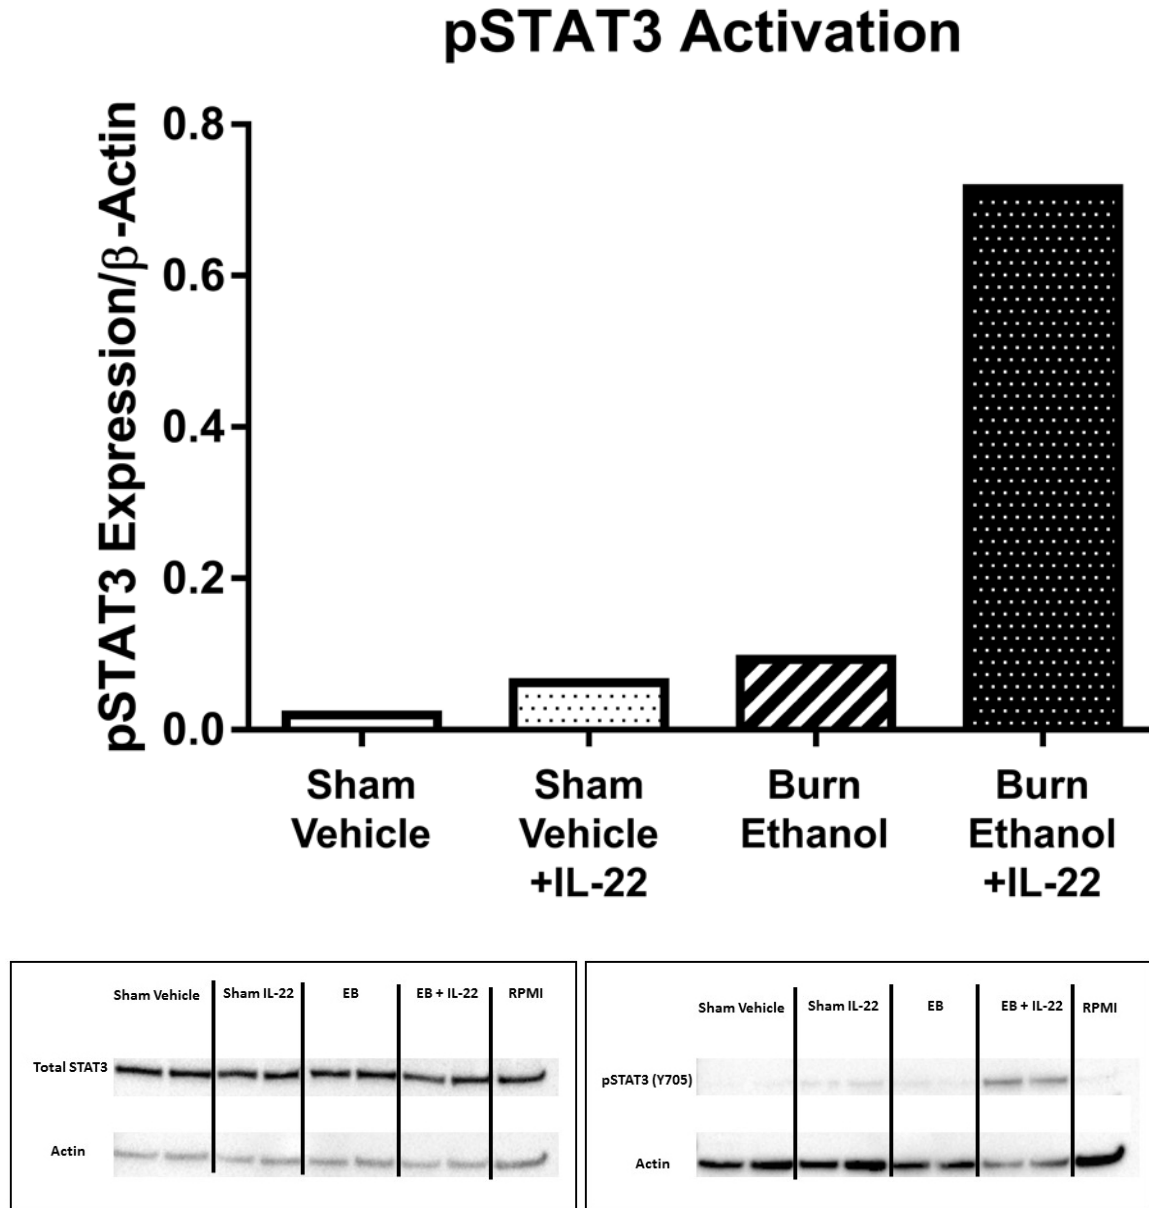 pSTAT3 Activation
pSTAT3 Expression/β-Actin
0.8
0.6
0.4
0.2
0.0
Sham
Vehicle
Sham
Vehicle
+IL-22
Burn
Ethanol
Burn
Ethanol
+IL-22
Sham Vehicle
Sham IL-22
EB
EB + IL-22
RPMI
Total STAT3
Actin
Sham Vehicle
Sham IL-22
EB
EB + IL-22
RPMI
pSTAT3 (Y705)
Actin